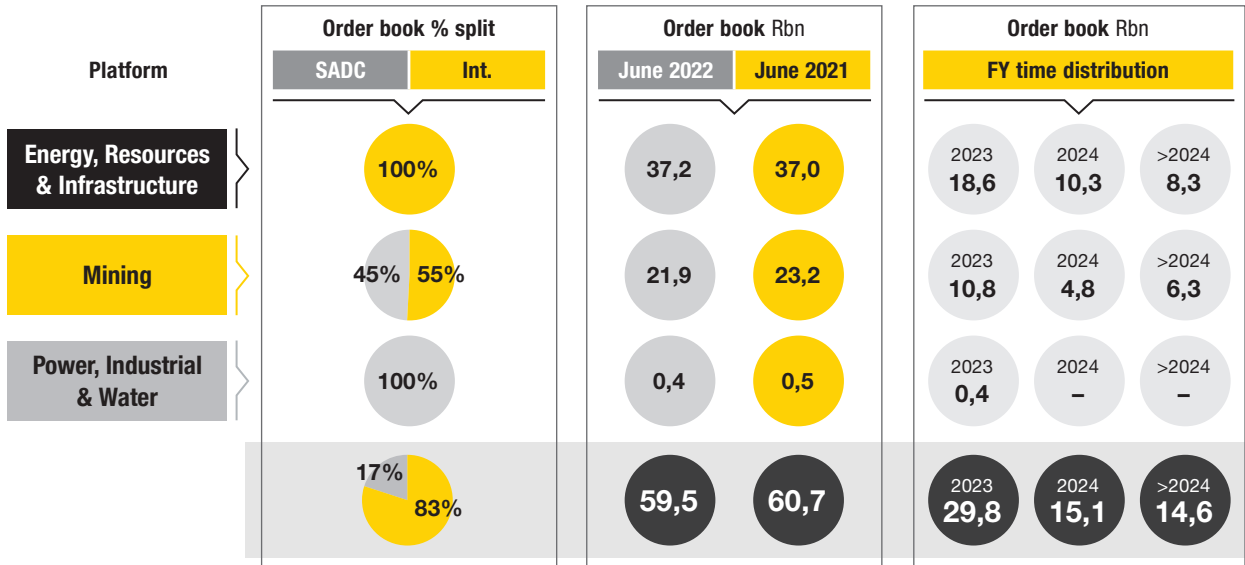 Platform
Order book % split
SADC
Int.
Order book Rbn
June 2022
June 2021
Order book Rbn
FY time distribution
Energy, Resources
& Infrastructure
100%
37,2
37,0
2023
18,6
2024
10,3
>2024
8,3
Mining
45%
55%
21,9
23,2
2023
10,8
2024
4,8
>2024
6,3
Power, Industrial
& Water
100%
0,4
0,5
2023
0,4
2024
–
>2024
–
17%
83%
59,5
60,7
2023
29,8
2024
15,1
>2024
14,6